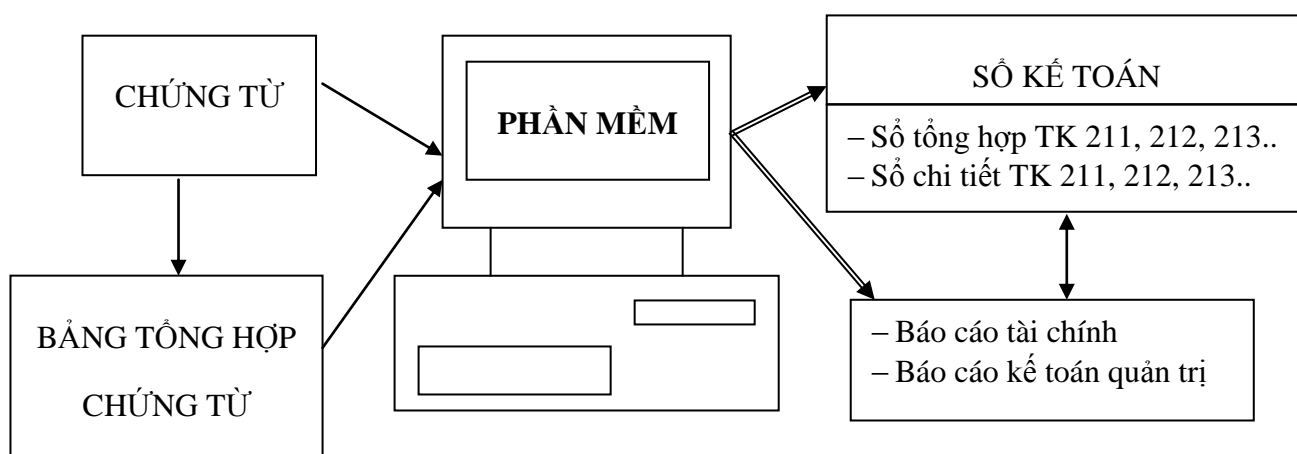 CHỨNG TỪ
BẢNG TỔNG HỢP
CHỨNG TỪ
PHẦN MỀM
SỔ KẾ TOÁN
– Sổ tổng hợp TK 211, 212, 213..
– Sổ chi tiết TK 211, 212, 213..
– Báo cáo tài chính
– Báo cáo kế toán quản trị